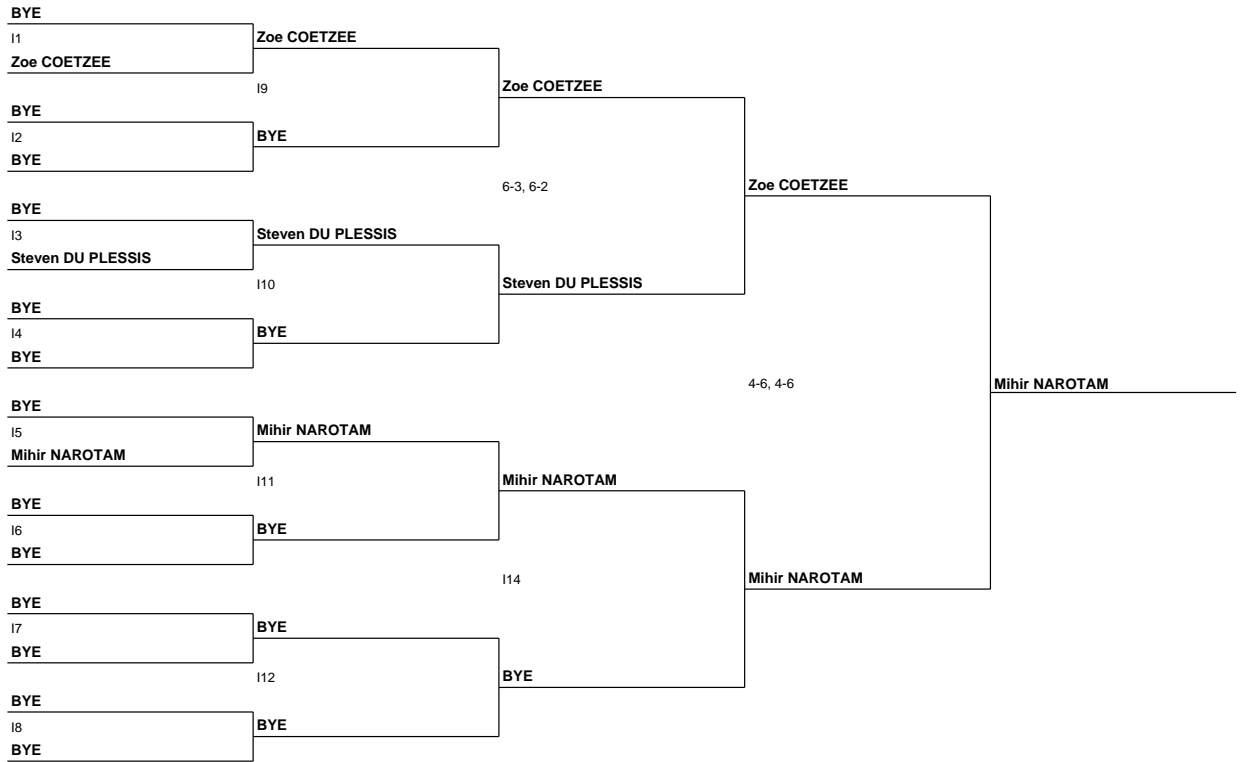 BYE
I1
Zoe COETZEE
BYE
I2
BYE
BYE
I3
Steven DU PLESSIS
BYE
I4
BYE
BYE
I5
Mihir NAROTAM
BYE
I6
BYE
BYE
I7
BYE
BYE
I8
BYE
Zoe COETZEE
I9
BYE
Steven DU PLESSIS
I10
BYE
Mihir NAROTAM
I11
BYE
BYE
I12
BYE
Zoe COETZEE
6-3, 6-2
Steven DU PLESSIS
Mihir NAROTAM
I14
BYE
Zoe COETZEE
4-6, 4-6
Mihir NAROTAM
Mihir NAROTAM